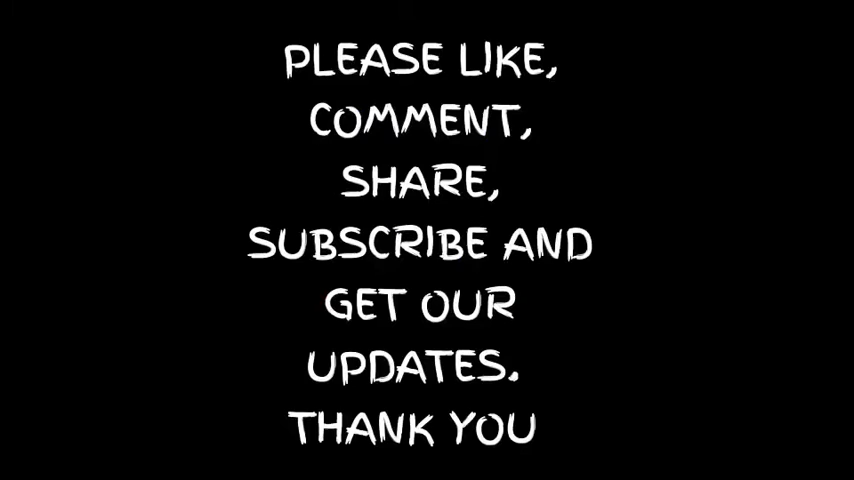 PLEASE LIKE,
COMMENT,
SHARE,
SUBSCRIBE AND
GET OUR
UPDATES.
THANK YOU